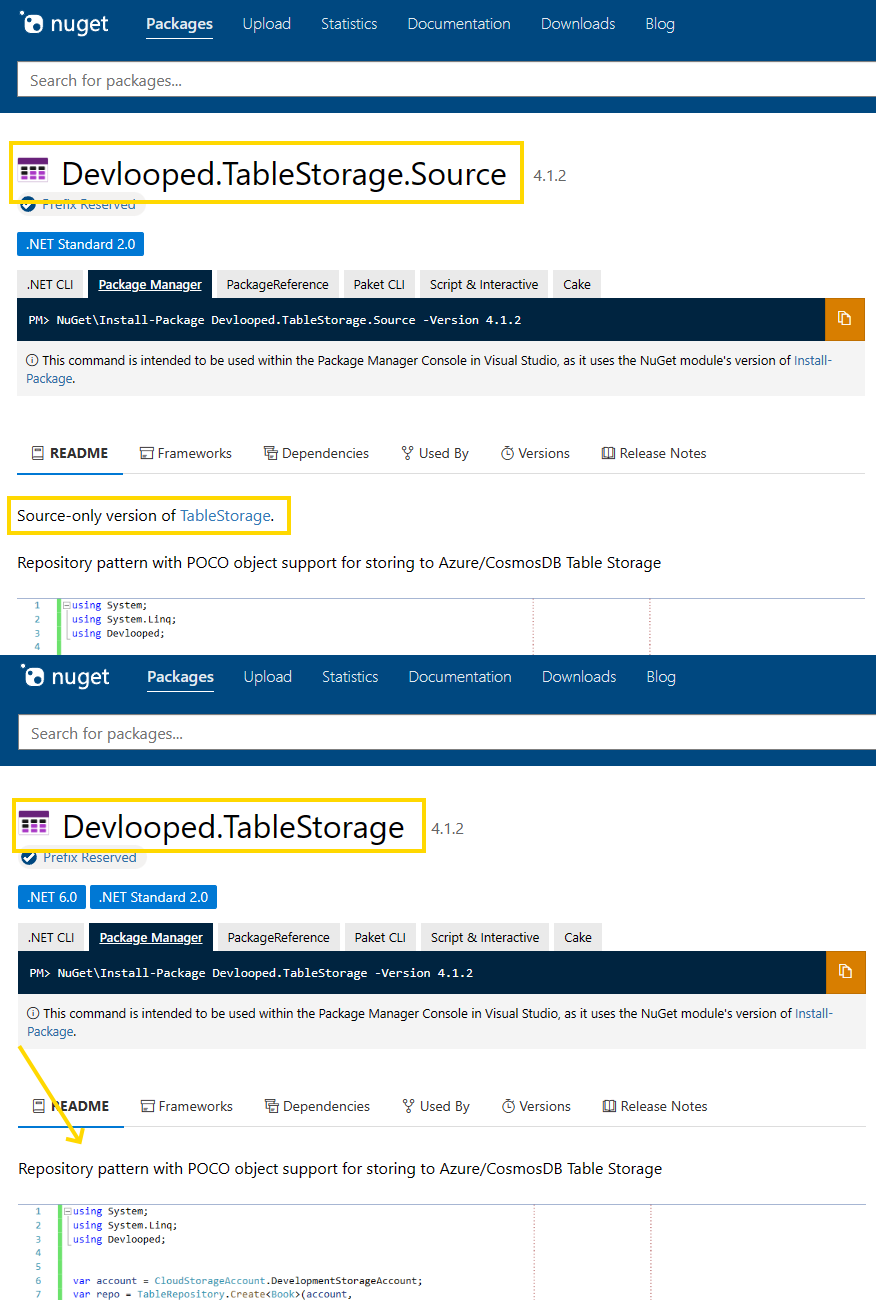 nuget Packages Upload Statistics Documentation Downloads Blog
Search for packages...
Devlooped.TableStorage.Source 4.1.2
Prefix Reserved
.NET Standard 2.0
.NET CLI Package Manager PackageReference Paket CLI Script & Interactive Cake
PM> NuGet\Install-Package Devlooped.TableStorage.Source -Version 4.1.2
This command is intended to be used within the Package Manager Console in Visual Studio, as it uses the NuGet module's version of Install-
Package.
README Frameworks Dependencies Used By Versions Release Notes
Source-only version of TableStorage.
Repository pattern with POCO object support for storing to Azure/CosmosDB Table Storage
1 using System;
2 using System.Linq;
3 using Devlooped;
4
nuget Packages Upload Statistics Documentation Downloads Blog
Search for packages...
Devlooped.TableStorage 4.1.2
Prefix Reserved
.NET 6.0 .NET Standard 2.0
.NET CLI Package Manager PackageReference Paket CLI Script & Interactive Cake
PM> NuGet\Install-Package Devlooped.TableStorage -Version 4.1.2
This command is intended to be used within the Package Manager Console in Visual Studio, as it uses the NuGet module's version of Install-
Package.
README Frameworks Dependencies Used By Versions Release Notes
Repository pattern with POCO object support for storing to Azure/CosmosDB Table Storage
1 using System;
2 using System.Linq;
3 using Devlooped;
4
5
6 var account = CloudStorageAccount.DevelopmentStorageAccount;
7 var repo = TableRepository.Create<Book>(account,